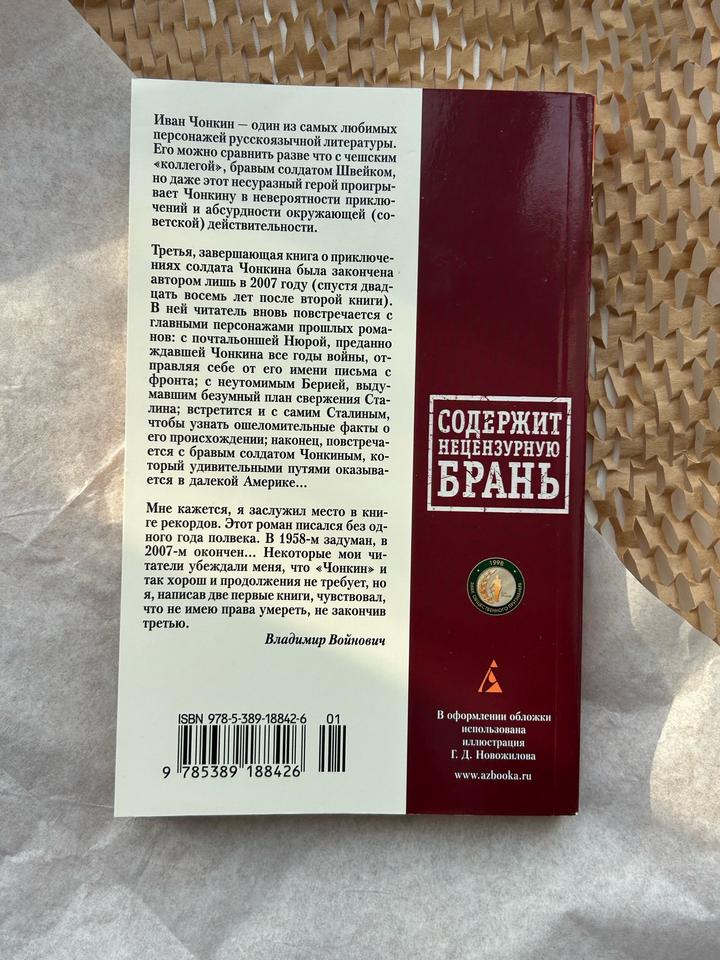 Иван Чонкин — один из самых любимых
персонажей русскоязычной литературы.
Его можно сравнить разве что с чешским
«коллегой», бравым солдатом Швейком,
но даже этот несуразный герой проигры-
вает Чонкину в невероятности приклю-
чений и абсурдности окружающей (со-
ветской) действительности.
Третья, завершающая книга о приключе-
ниях солдата Чонкина была закончена
автором лишь в 2007 году (спустя двад-
цать восемь лет после второй книги).
В ней читатель вновь повстречается с
главными персонажами прошлых рома-
нов: с почтальоншей Нюрой, преданно
ждавшей Чонкина все годы войны, от-
правляя себе от его имени письма с
фронта; с неутомимым Берией, выду-
мавшим безумный план свержения Ста-
лина; встретится и с самим Сталиным,
чтобы узнать ошеломительные факты о
его происхождении; наконец, повстреча-
ется с бравым солдатом Чонкиным, ко-
торый удивительными путями оказыва-
ется в далекой Америке...
Мне кажется, я заслужил место в кни-
ге рекордов. Этот роман писался без од-
ного года полвека. В 1958-м задуман, в
2007-м окончен... Некоторые мои чи-
татели убеждали меня, что «Чонкин» и
так хорош и продолжения не требует, но
я, написав две первые книги, чувствовал,
что не имею права умереть, не закончив
третью.
Владимир Войнович
ISBN 978-5-389-18842-6 01
9 785389 188426
СОДЕРЖИТ
НЕЦЕНЗУРНУЮ
БРАНЬ
1998
В оформлении обложки
использована
иллюстрация
Г. Д. Новожилова
www.azbooka.ru